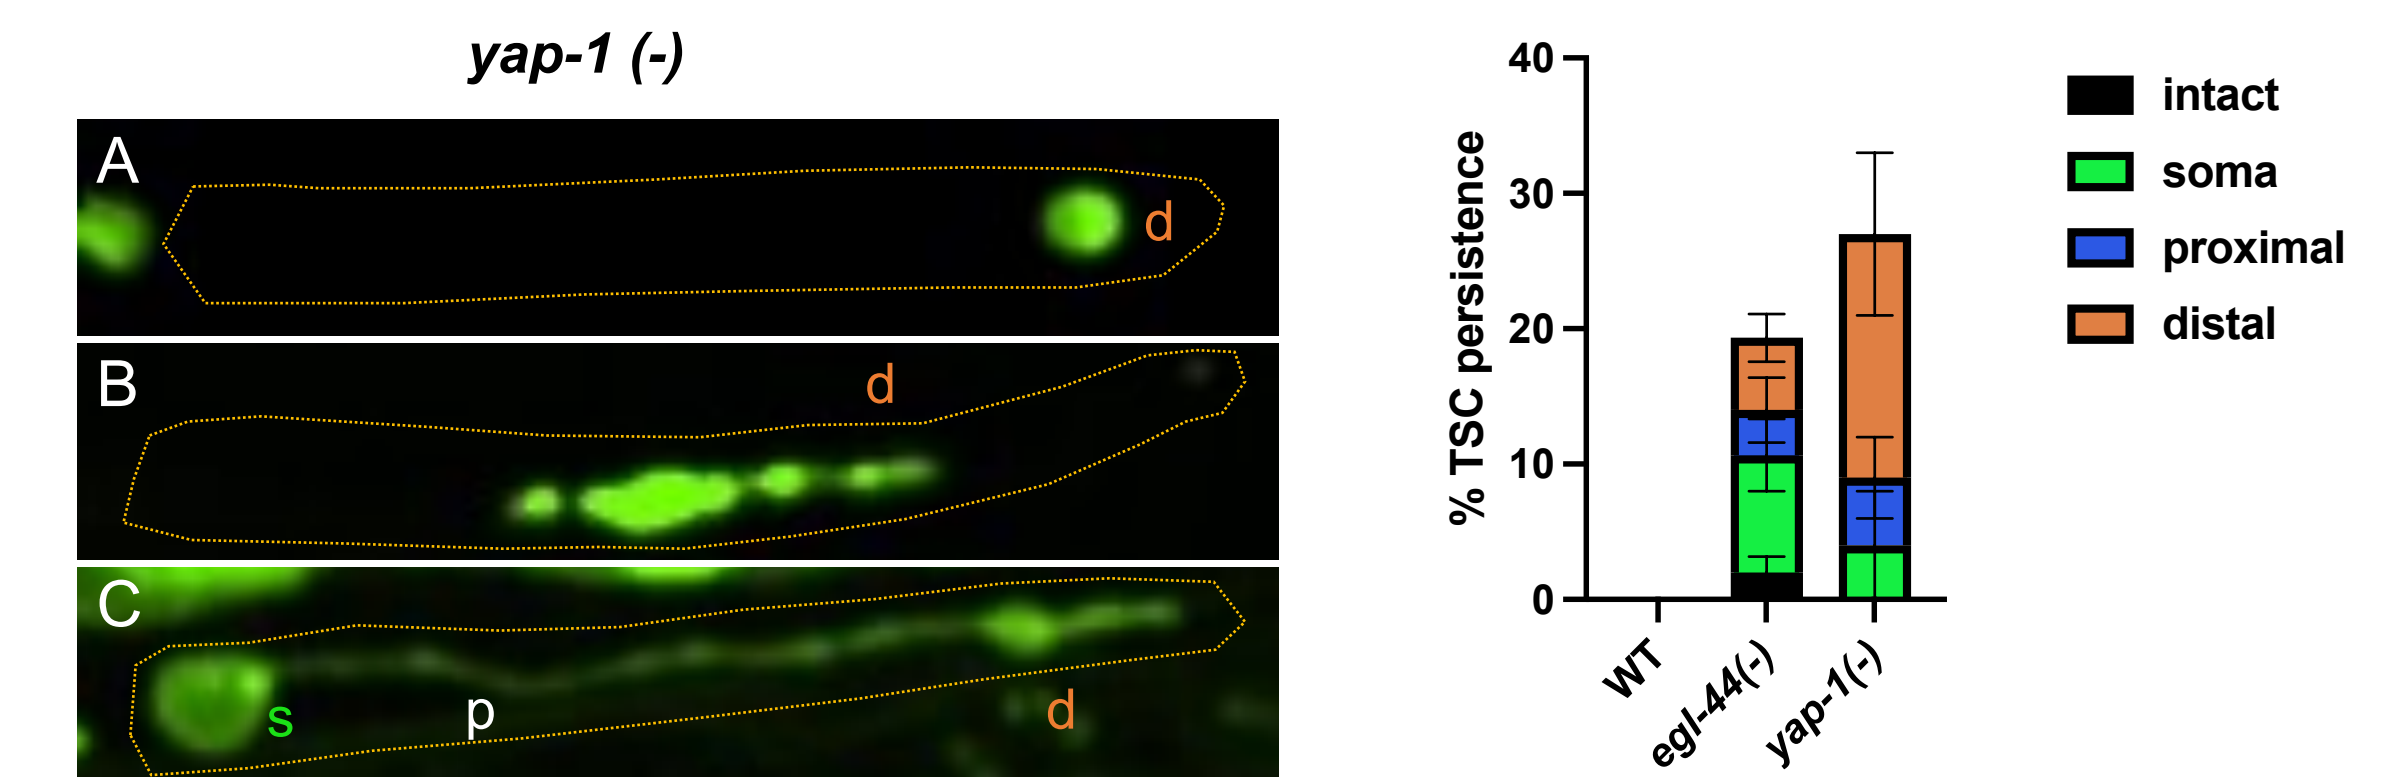 yap-1 (-)
A
d
B
d
C
s
p
d
% TSC persistence
40
30
20
10
0
WT
egl-44(-)
yap-1(-)
intact
soma
proximal
distal